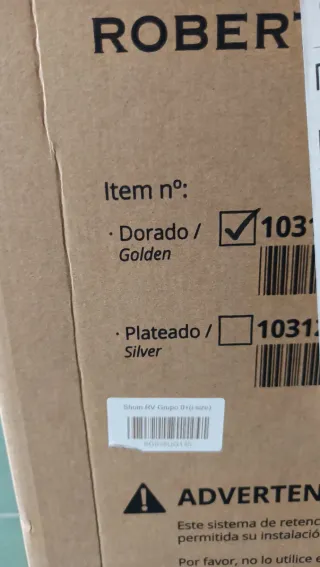 ROBERT
Item nº:
· Dorado /
Golden
1031
· Plateado /
Silver
1031
ADVERTEN
Este sistema de retenc
permitida su instalació
Por favor, no lo utilice e